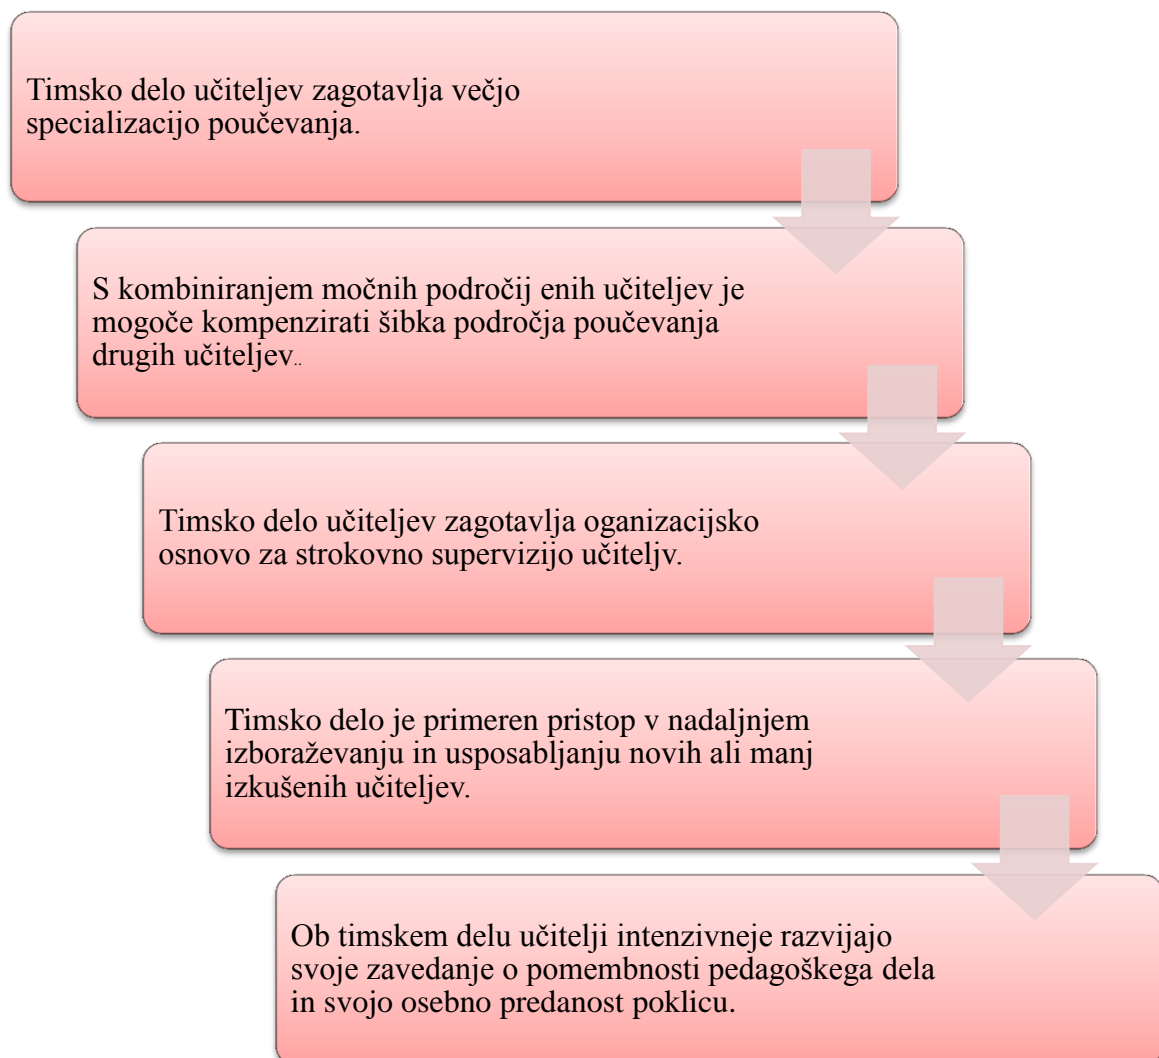 Timsko delo učiteljev zagotavlja večjo
specializacijo poučevanja.
S kombiniranjem močnih področij enih učiteljev je
mogoče kompenzirati šibka področja poučevanja
drugih učiteljev..
Timsko delo učiteljev zagotavlja oganizacijsko
osnovo za strokovno supervizijo učiteljv.
Timsko delo je primeren pristop v nadaljnjem
izboraževanju in usposabljanju novih ali manj
izkušenih učiteljev.
Ob timskem delu učitelji intenzivneje razvijajo
svoje zavedanje o pomembnosti pedagoškega dela
in svojo osebno predanost poklicu.